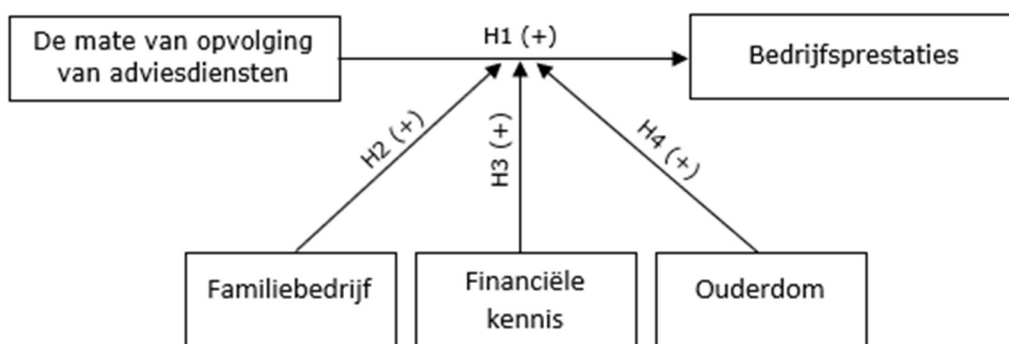 De mate van opvolging
van adviesdiensten
H1 (+)
Bedrijfsprestaties
H2 (+)
H3 (+)
H4 (+)
Familiebedrijf
Financiële
kennis
Ouderdom